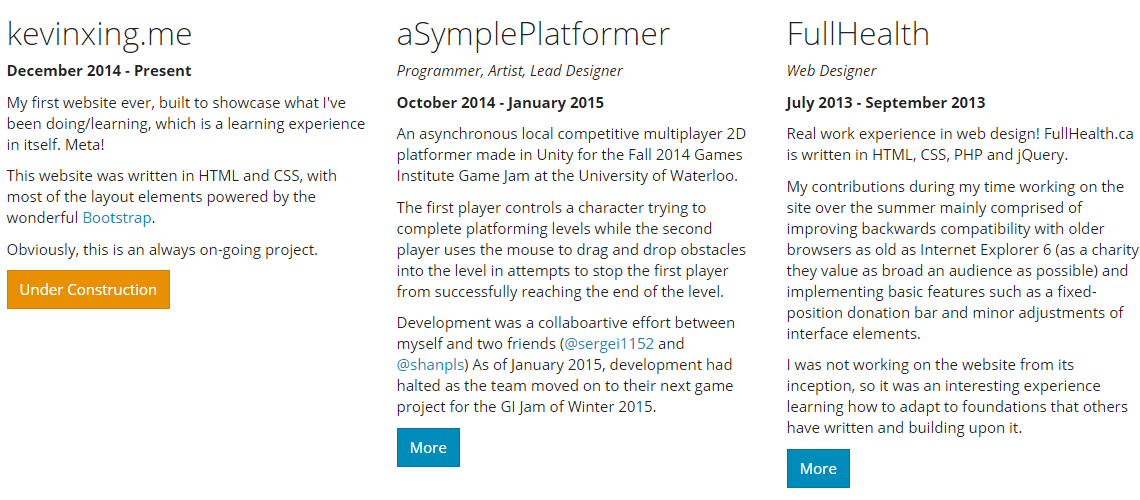 kevinxing.me
December 2014 - Present
My first website ever, built to showcase what I've
been doing/learning, which is a learning experience
in itself. Meta!
This website was written in HTML and CSS, with
most of the layout elements powered by the
wonderful Bootstrap.
Obviously, this is an always on-going project.
Under Construction
aSymplePlatformer
Programmer, Artist, Lead Designer
October 2014 - January 2015
An asynchronous local competitive multiplayer 2D
platformer made in Unity for the Fall 2014 Games
Institute Game Jam at the University of Waterloo.
The first player controls a character trying to
complete platforming levels while the second
player uses the mouse to drag and drop obstacles
into the level in attempts to stop the first player
from successfully reaching the end of the level.
Development was a collaboartive effort between
myself and two friends (@sergei1152 and
@shanpls) As of January 2015, development had
halted as the team moved on to their next game
project for the GI Jam of Winter 2015.
More
FullHealth
Web Designer
July 2013 - September 2013
Real work experience in web design! FullHealth.ca
is written in HTML, CSS, PHP and jQuery.
My contributions during my time working on the
site over the summer mainly comprised of
improving backwards compatibility with older
browsers as old as Internet Explorer 6 (as a charity
they value as broad an audience as possible) and
implementing basic features such as a fixed-
position donation bar and minor adjustments of
interface elements.
I was not working on the website from its
inception, so it was an interesting experience
learning how to adapt to foundations that others
have written and building upon it.
More